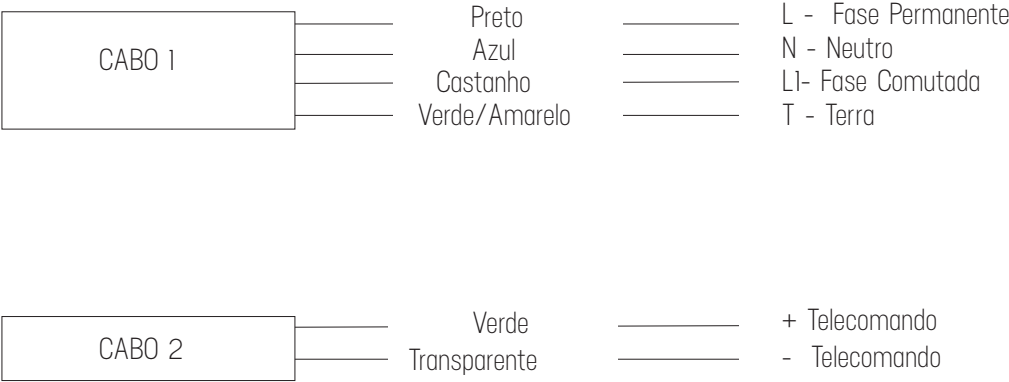 CABO 1
Preto L - Fase Permanente
Azul N - Neutro
Castanho L1- Fase Comutada
Verde/Amarelo T - Terra
CABO 2
Verde + Telecomando
Transparente - Telecomando